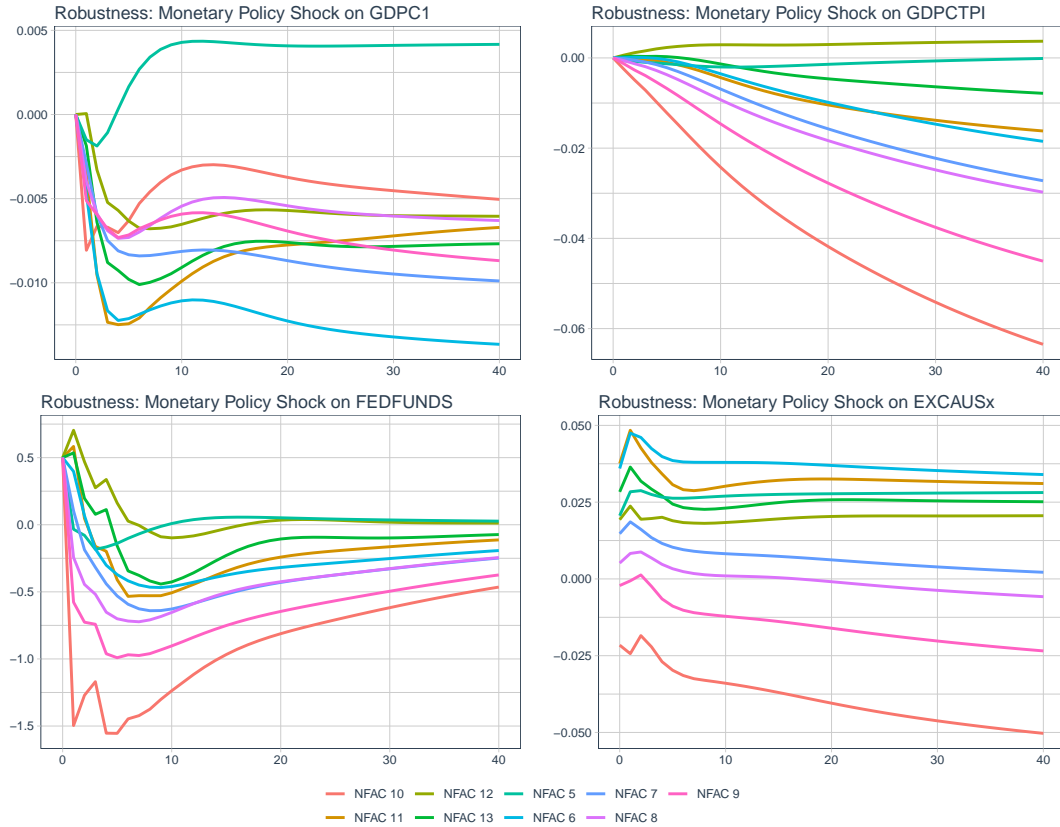 Robustness: Monetary Policy Shock on GDPC1
0.005
0.000
−0.005
−0.010
0 10 20 30 40
Robustness: Monetary Policy Shock on GDPCTPI
0.00
−0.02
−0.04
−0.06
0 10 20 30 40
Robustness: Monetary Policy Shock on FEDFUNDS
0.5
0.0
−0.5
−1.0
−1.5
0 10 20 30 40
Robustness: Monetary Policy Shock on EXCAUSx
0.050
0.025
0.000
−0.025
−0.050
0 10 20 30 40
NFAC 10 NFAC 12 NFAC 5 NFAC 7 NFAC 9
NFAC 11 NFAC 13 NFAC 6 NFAC 8